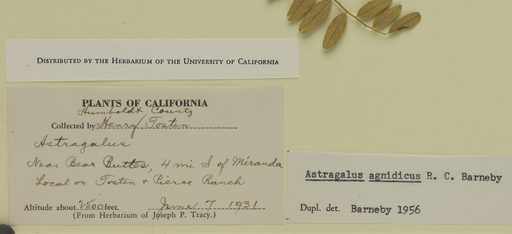 DISTRIBUTED BY THE HERBARIUM OF THE UNIVERSITY OF CALIFORNIA
PLANTS OF CALIFORNIA
Humboldt County
Collected by Henry Tosten
Astragalus
Near Bear Buttes, 4 mi S of Miranda
Local on Tosten & Pierce Ranch
Altitude about feet. June 7 1931
(From Herbarium of Joseph P. Tracy.)
Astragalus agnidicus R. C. Barneby
Dupl. det. Barneby 1956